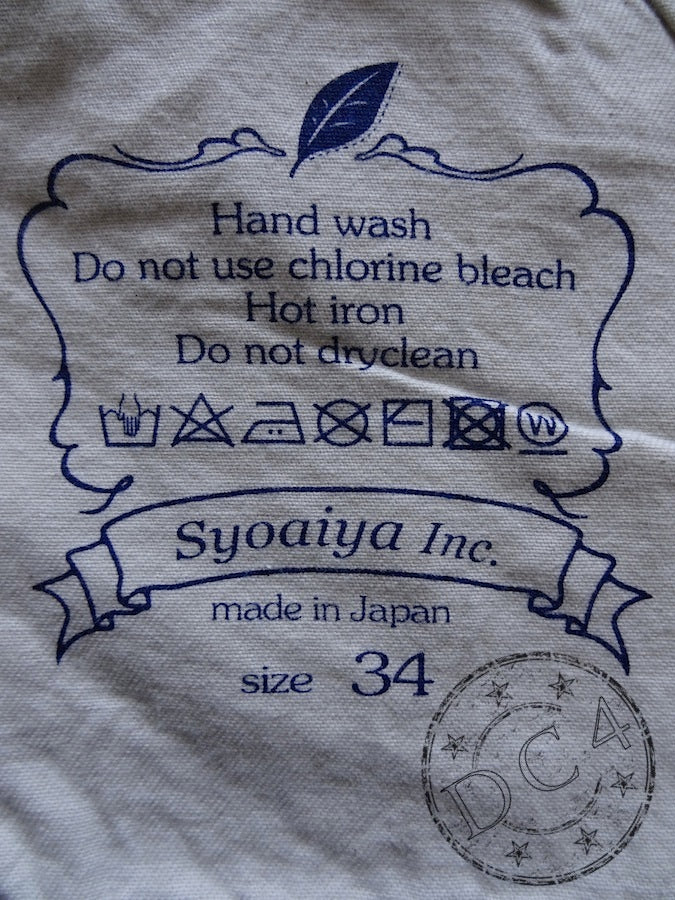 Hand wash
Do not use chlorine bleach
Hot iron
Do not dryclean
W
Syoaiya Inc.
made in Japan
size 34
DC4